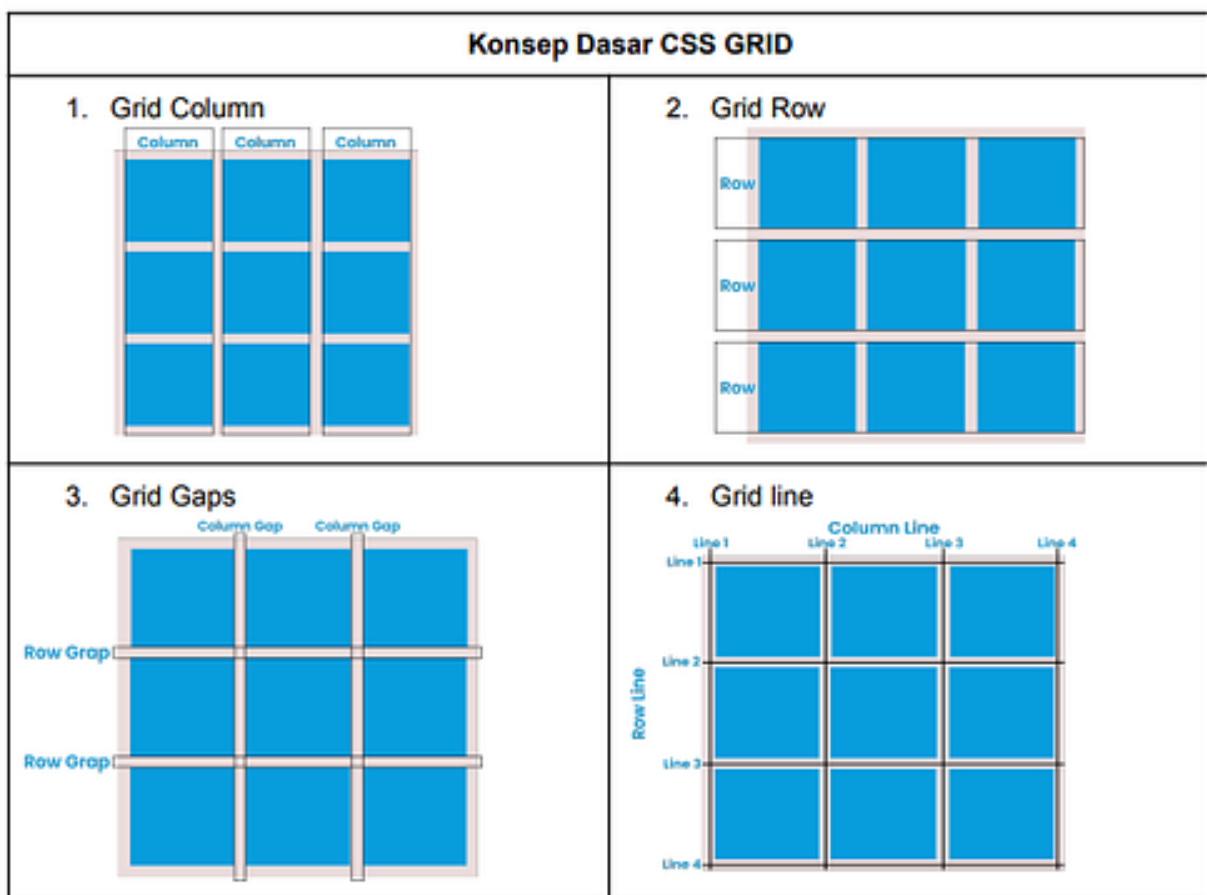 Konsep Dasar CSS GRID
1. Grid Column
Column Column Column
2. Grid Row
Row
Row
Row
3. Grid Gaps
Column Gap Column Gap
Row Grap
Row Grap
4. Grid line
Column Line
Line 1 Line 2 Line 3 Line 4
Line 1
Line 2
Row Line
Line 3
Line 4